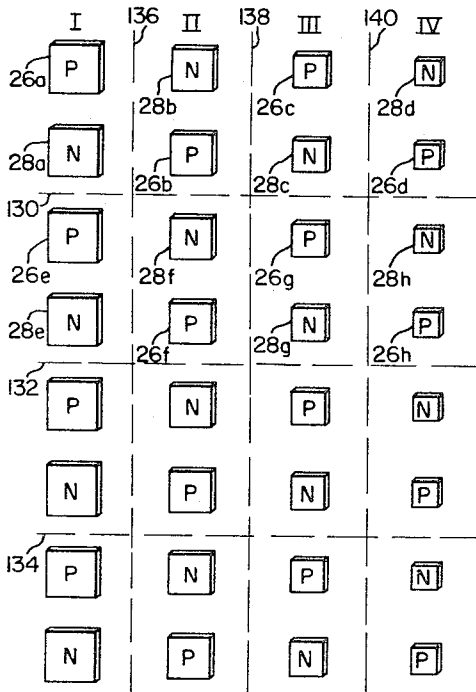 I 136 II 138 III 140 IV
P N P N
26a 28b 26c 28d
N P N P
28a 26b 28c 26d
130
P N P N
26e 28f 26g 28h
N P N P
28e 26f 28g 26h
132
P N P N
N P N P
134
P N P N
N P N P